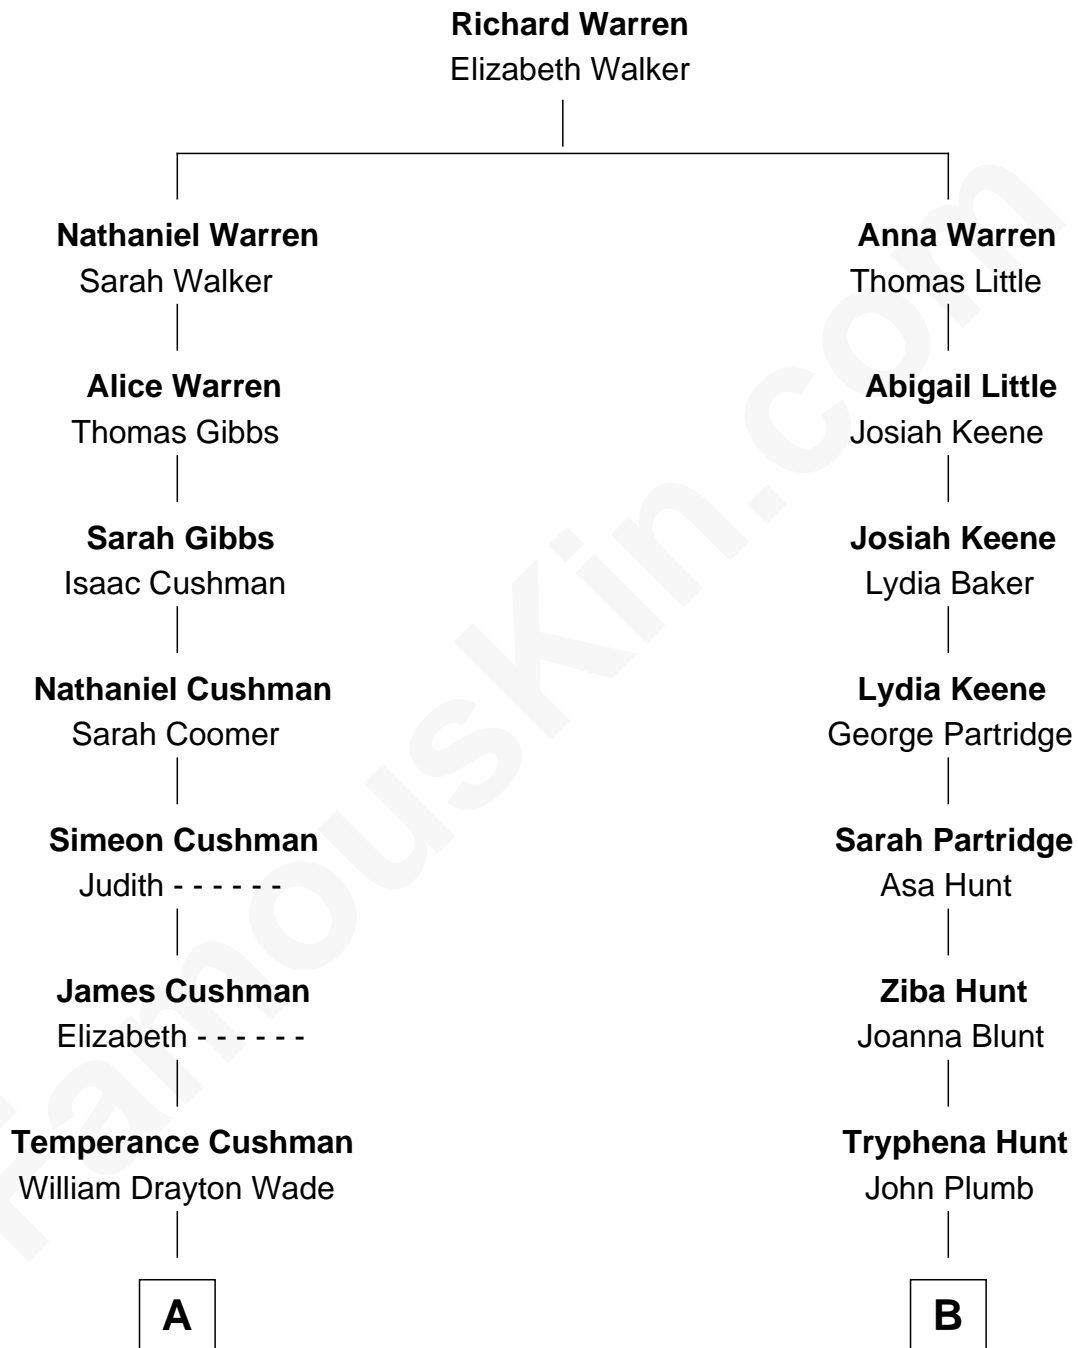 Richard Warren
Elizabeth Walker
Nathaniel Warren
Sarah Walker
Anna Warren
Thomas Little
Alice Warren
Thomas Gibbs
Abigail Little
Josiah Keene
Sarah Gibbs
Isaac Cushman
Josiah Keene
Lydia Baker
Nathaniel Cushman
Sarah Coomer
Lydia Keene
George Partridge
Simeon Cushman
Judith - - - - - -
Sarah Partridge
Asa Hunt
James Cushman
Elizabeth - - - - - -
Ziba Hunt
Joanna Blunt
Temperance Cushman
William Drayton Wade
Tryphena Hunt
John Plumb
A
B
FamousKin.com